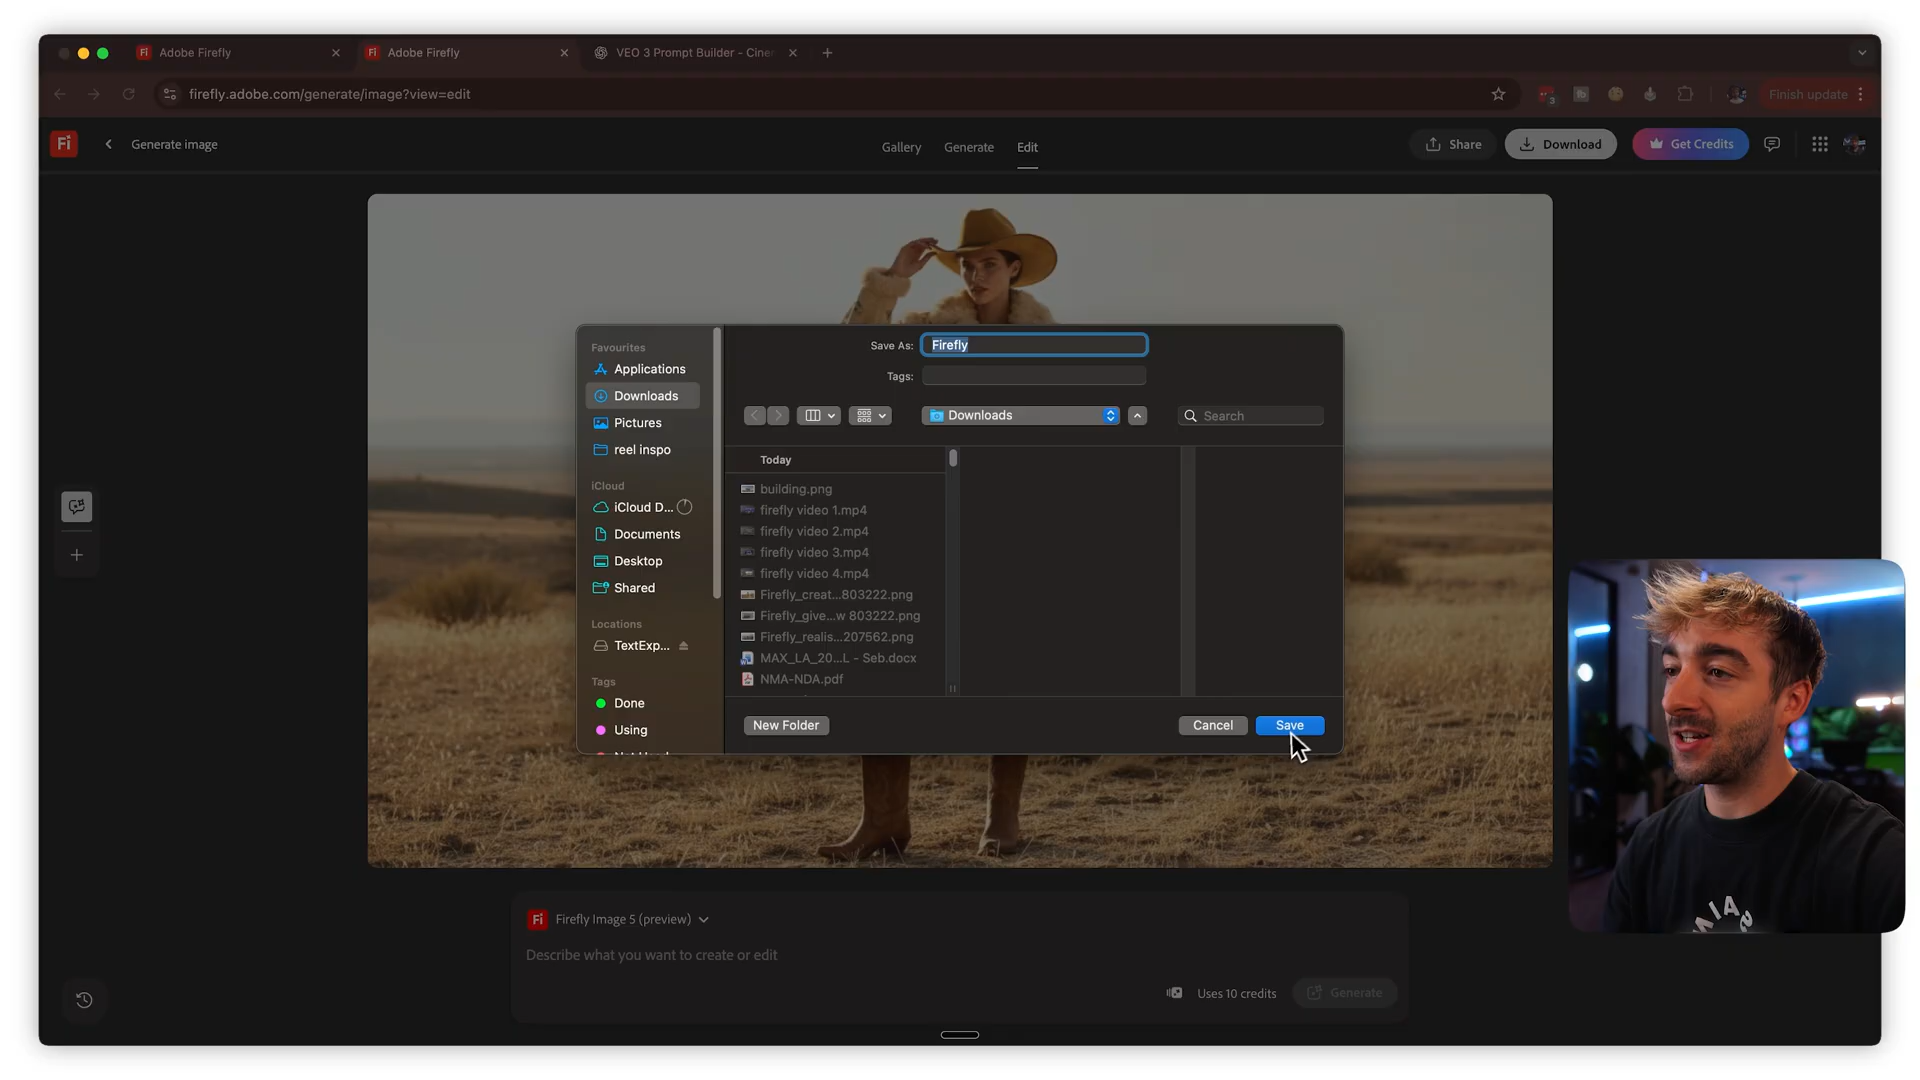 Adobe Firefly
Adobe Firefly
VEO 3 Prompt Builder - Cine
firefly.adobe.com/generate/image?view=edit
3
Finish update
Fi
Generate image
Gallery
Generate
Edit
Share
Download
Get Credits
Favourites
Applications
Downloads
Pictures
reel inspo
iCloud
iCloud D...
Documents
Desktop
Shared
Locations
TextExp...
Tags
Done
Using
Save As:
Firefly
Tags:
Downloads
Search
Today
building.png
firefly video 1.mp4
firefly video 2.mp4
firefly video 3.mp4
firefly video 4.mp4
Firefly_creat...803222.png
Firefly_give...w 803222.png
Firefly_realis...207562.png
MAX_LA_20...L - Seb.docx
NMA-NDA.pdf
New Folder
Cancel
Save
Fi Firefly Image 5 (preview)
Describe what you want to create or edit
Uses 10 credits
Generate